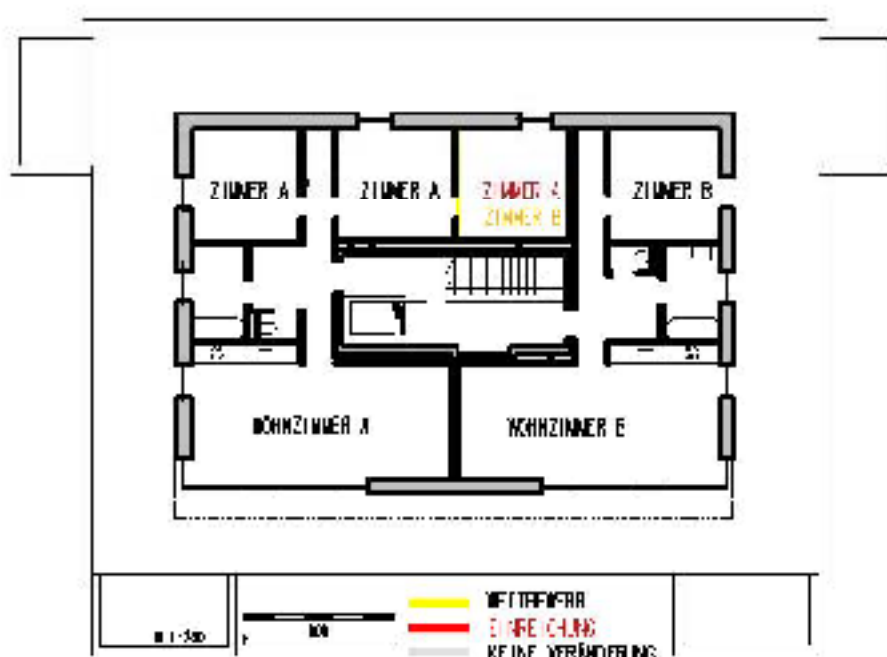 ZIMMER A
ZIMMER A
ZIMMER A
ZIMMER B
ZIMMER B
WOHNZIMMER A
WOHNZIMMER B
WETTBEWERB
EINREICHUNG
KEINE VERÄNDERUNG